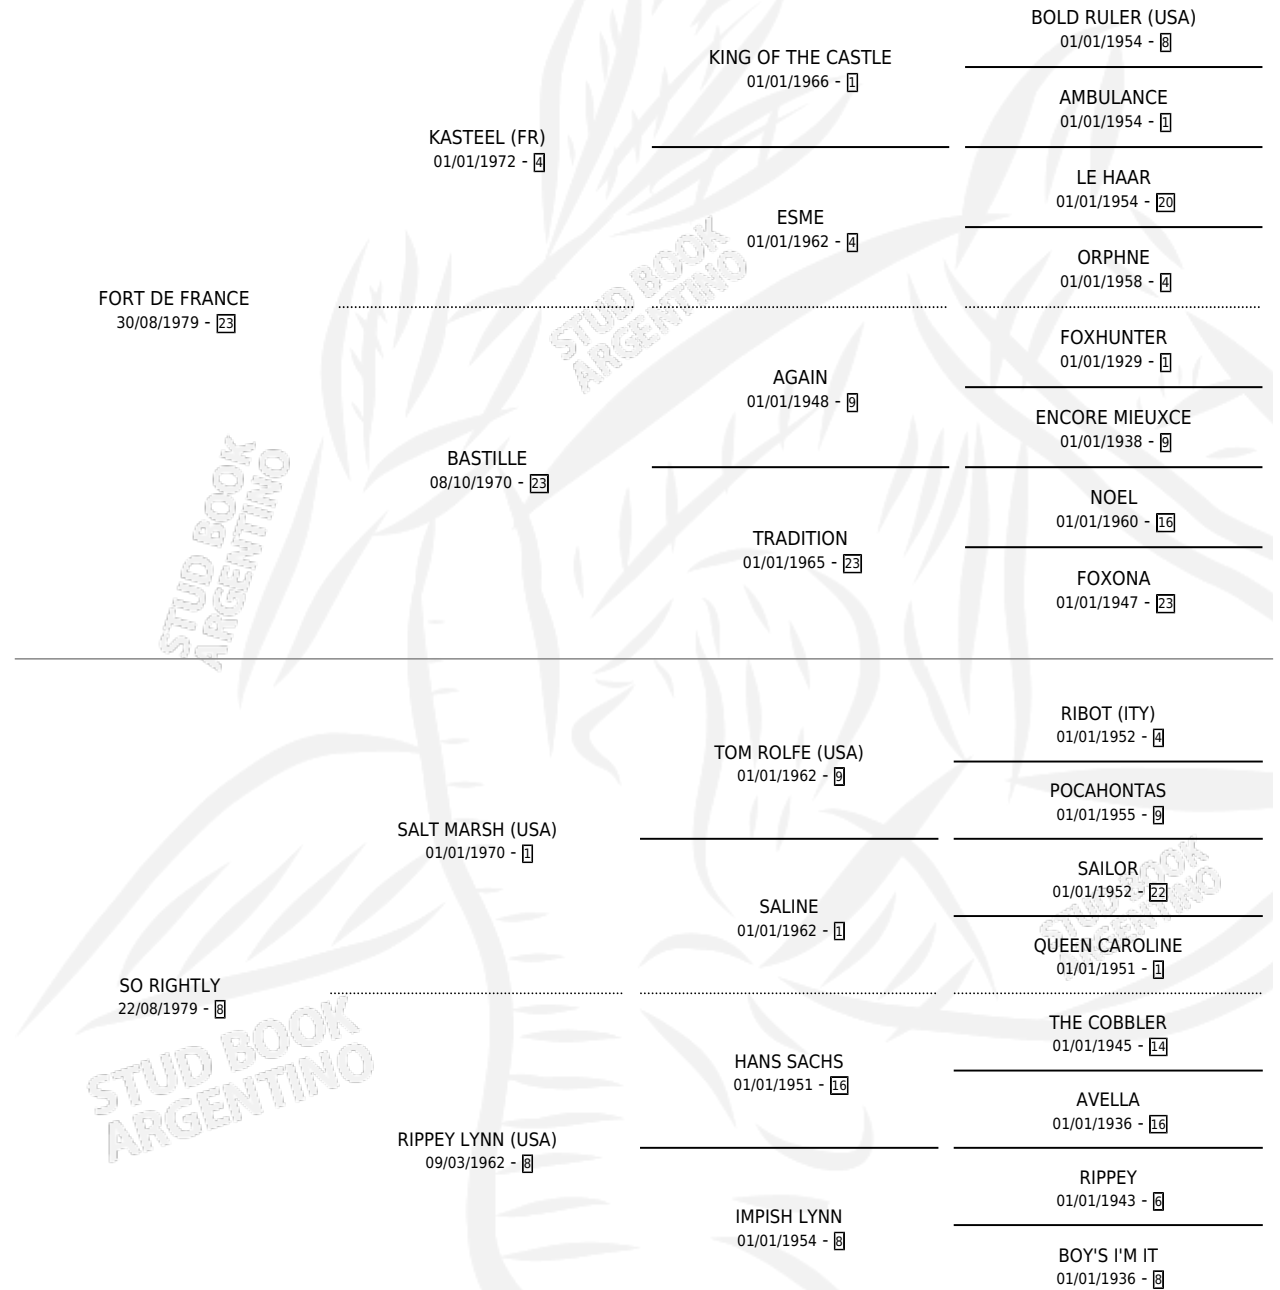 BOLD RULER (USA)
01/01/1954 - 8
KING OF THE CASTLE
01/01/1966 - 1
AMBULANCE
01/01/1954 - 1
KASTEEL (FR)
01/01/1972 - 4
LE HAAR
01/01/1954 - 20
ESME
01/01/1962 - 4
ORPHNE
01/01/1958 - 4
FORT DE FRANCE
30/08/1979 - 23
FOXHUNTER
01/01/1929 - 1
AGAIN
01/01/1948 - 9
ENCORE MIEUXCE
01/01/1938 - 9
BASTILLE
08/10/1970 - 23
NOEL
01/01/1960 - 16
TRADITION
01/01/1965 - 23
FOXONA
01/01/1947 - 23
STUD BOOK
ARGENTINO
STUD BOOK
ARGENTINO
RIBOT (ITY)
01/01/1952 - 4
TOM ROLFE (USA)
01/01/1962 - 9
POCAHONTAS
01/01/1955 - 9
SALT MARSH (USA)
01/01/1970 - 1
SAILOR
01/01/1952 - 22
SALINE
01/01/1962 - 1
QUEEN CAROLINE
01/01/1951 - 1
SO RIGHTLY
22/08/1979 - 8
THE COBBLER
01/01/1945 - 14
HANS SACHS
01/01/1951 - 16
AVELLA
01/01/1936 - 16
RIPPEY LYNN (USA)
09/03/1962 - 8
RIPPEY
01/01/1943 - 6
IMPISH LYNN
01/01/1954 - 8
BOY'S I'M IT
01/01/1936 - 8
STUD BOOK
ARGENTINO
STUD BOOK
ARGENTINO